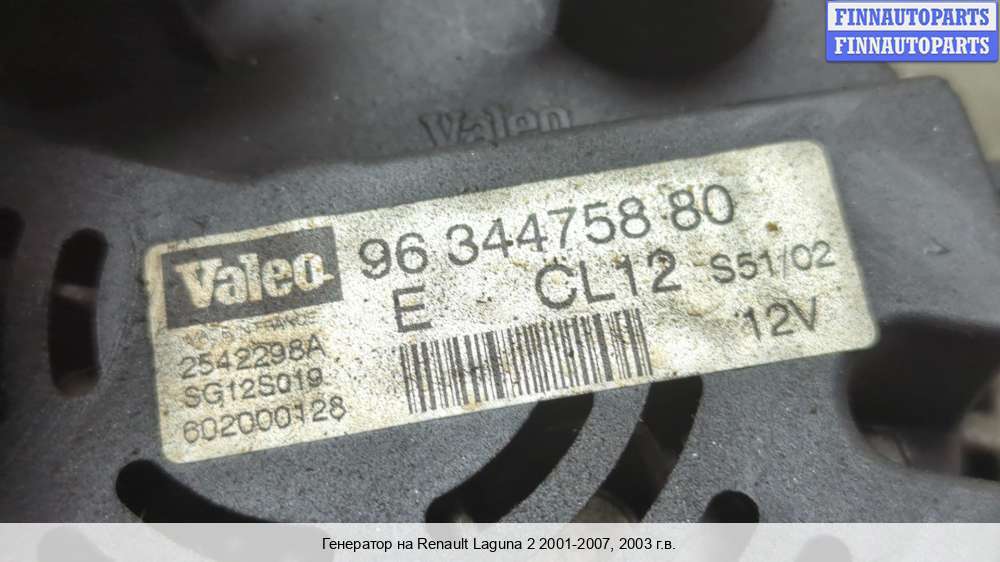 FINNAUTOPARTS
FINNAUTOPARTS
Valeo
Valeo 96 344758 80
E CL12 S51/02
12V
2542298A
SG12S019
602000128
Генератор на Renault Laguna 2 2001-2007, 2003 г.в.